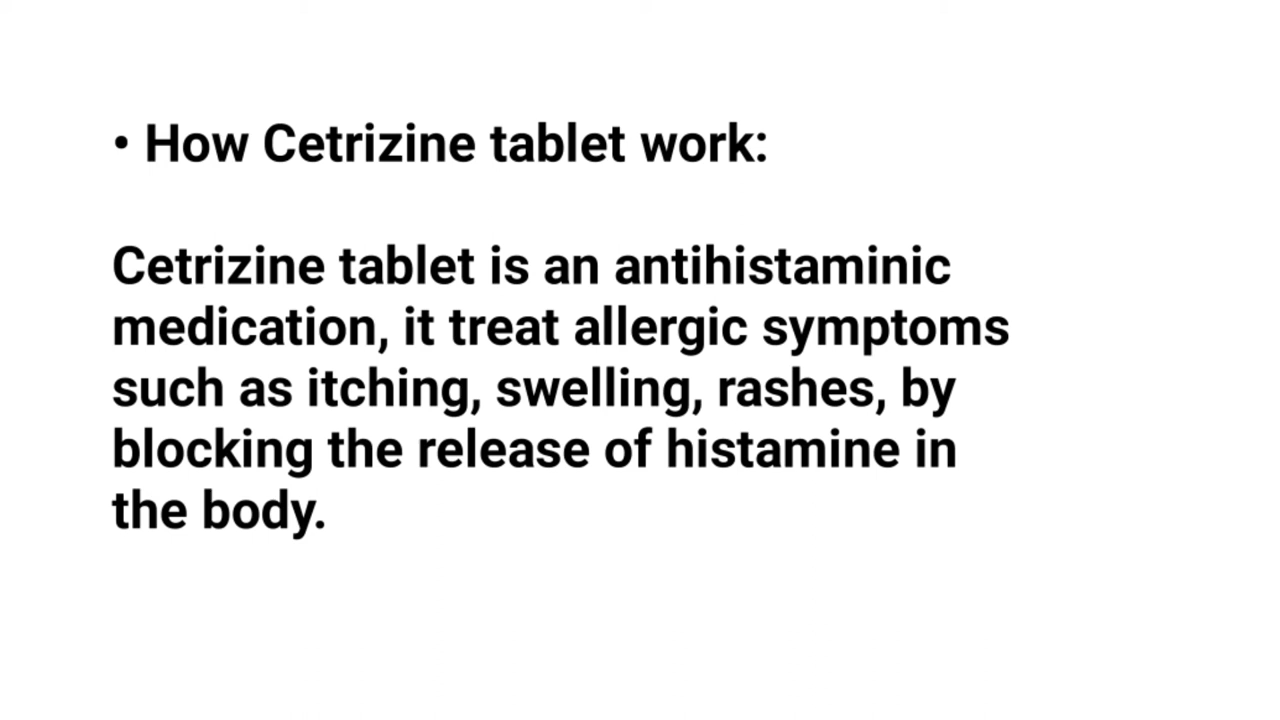 • How Cetrizine tablet work:
Cetrizine tablet is an antihistaminic
medication, it treat allergic symptoms
such as itching, swelling, rashes, by
blocking the release of histamine in
the body.